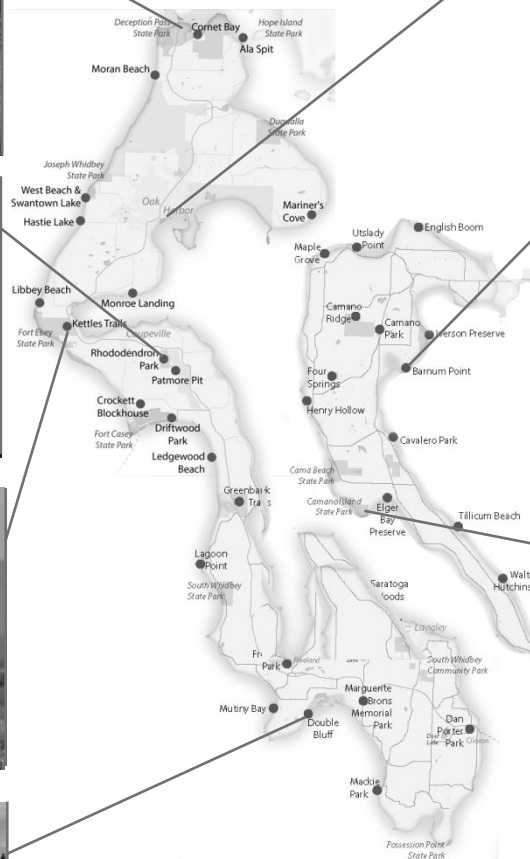 Deception Pass
State Park
Cornet Bay
Hope Island
State Park
Ala Spit
Moran Beach
Dugualla
State Park
Joseph Whidbey
State Park
West Beach &
Swantown Lake
Oak
Harbor
Hastie Lake
Mariner's
Cove
English Boom
Utslady
Point
Maple
Grove
Libbey Beach
Monroe Landing
Camano
Ridge
Kettles Trails
Coupeville
Camano
Park
Iverson Preserve
Fort Ebey
State Park
Rhododendron
Park
Patmore Pit
Barnum Point
Four
Springs
Crockett
Blockhouse
Henry Hollow
Driftwood
Park
Fort Casey
State Park
Cavalero Park
Ledgewood
Beach
Cama Beach
State Park
Greenbank
Camano Island
State Park
Elger
Bay
Preserve
Tillicum Beach
Lagoon
Point
Hutchins
South Whidbey
State Park
Saratoga
Langley
Park
Freeland
South Whidbey
Community Park
Marguerite
Brons
Memorial
Park
Mutiny Bay
Double
Bluff
Dan
Porter
Park
Clinton
Mackie
Park
Possession Point
State Park